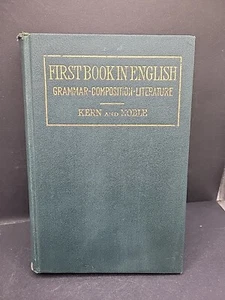 FIRST BOOK IN ENGLISH
GRAMMAR-COMPOSITION-LITERATURE
KERN AND NOBLE